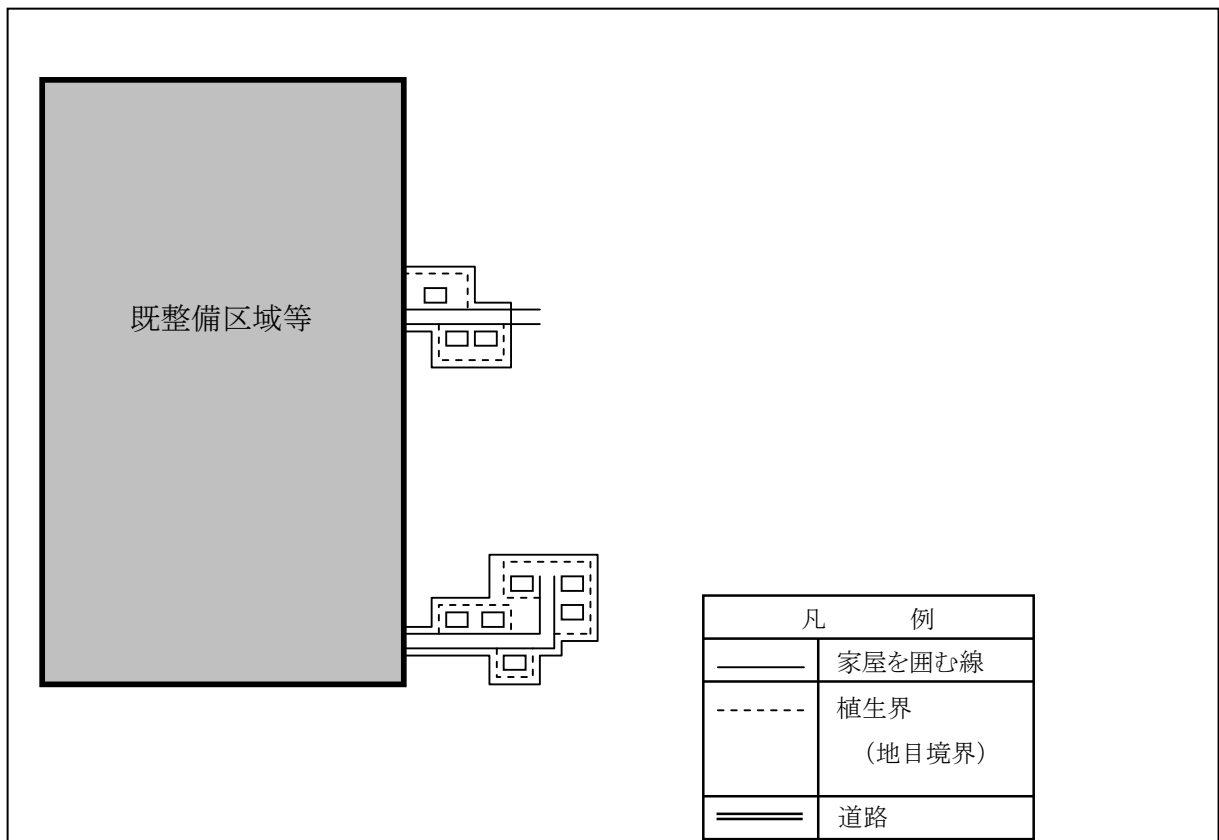 既整備区域等
凡　例
家屋を囲む線
植生界
（地目境界）
道路